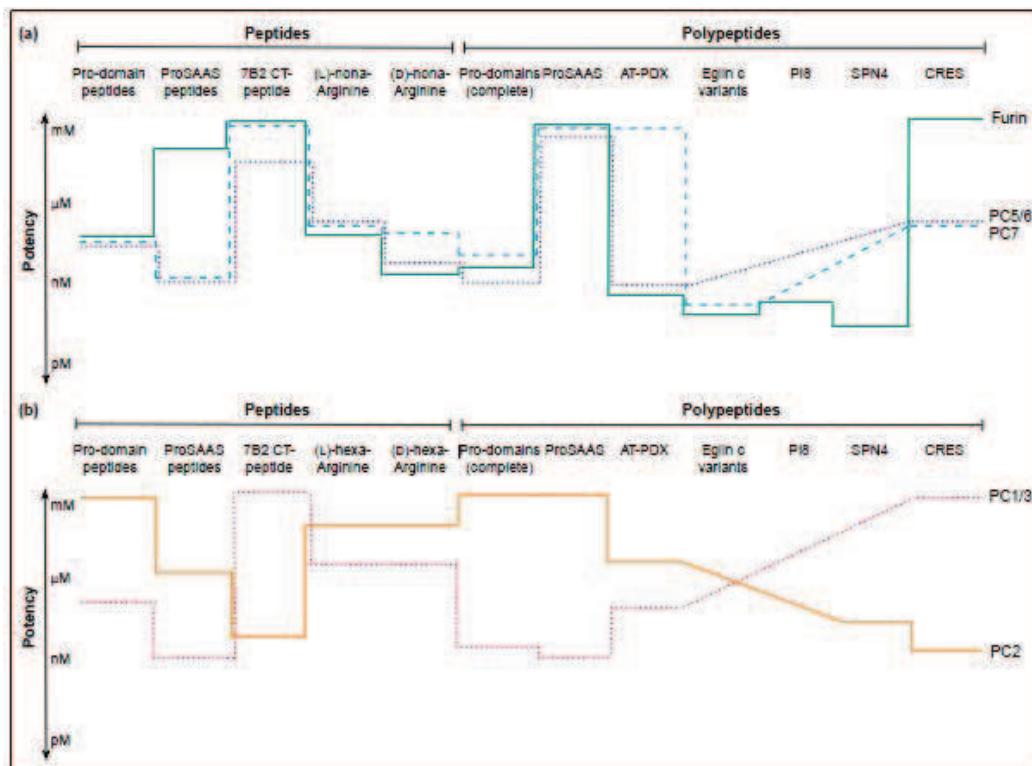 (a)
Peptides Polypeptides
Pro-domain ProSAAS 7B2 CT- (L)-nona- (D)-nona- Pro-domains ProSAAS AT-PDX Eglin c PI8 SPN4 CRES
peptides peptides peptide Arginine Arginine (complete) variants
mM
Furin
μM
PC5/6
PC7
Potency
nM
pM
(b)
Peptides Polypeptides
Pro-domain ProSAAS 7B2 CT- (L)-hexa- (D)-hexa- Pro-domains ProSAAS AT-PDX Eglin c PI8 SPN4 CRES
peptides peptides peptide Arginine Arginine (complete) variants
mM
PC1/3
μM
Potency
nM
PC2
pM